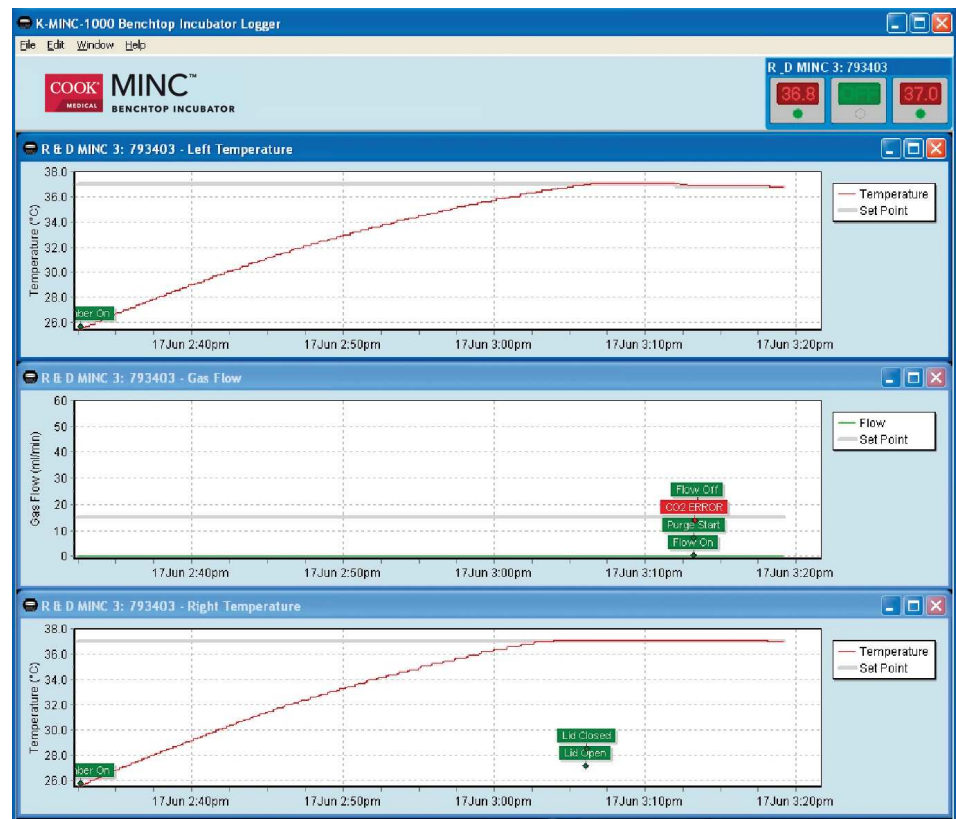 K-MINC-1000 Benchtop Incubator Logger
File Edit Window Help
COOK® MEDICAL
MINC™
BENCHTOP INCUBATOR
R_D MINC 3: 793403
36.8 OFF 37.0
R & D MINC 3: 793403 - Left Temperature
Temperature (°C)
38.0
36.0
34.0
32.0
30.0
28.0
26.0
nber On
17Jun 2:40pm 17Jun 2:50pm 17Jun 3:00pm 17Jun 3:10pm 17Jun 3:20pm
Temperature
Set Point
R & D MINC 3: 793403 - Gas Flow
Gas Flow (ml/min)
60
50
40
30
20
10
0
Flow Off
CO2 ERROR
Purge Start
Flow On
17Jun 2:40pm 17Jun 2:50pm 17Jun 3:00pm 17Jun 3:10pm 17Jun 3:20pm
Flow
Set Point
R & D MINC 3: 793403 - Right Temperature
Temperature (°C)
38.0
36.0
34.0
32.0
30.0
28.0
26.0
nber On
Lid Closed
Lid Open
17Jun 2:40pm 17Jun 2:50pm 17Jun 3:00pm 17Jun 3:10pm 17Jun 3:20pm
Temperature
Set Point